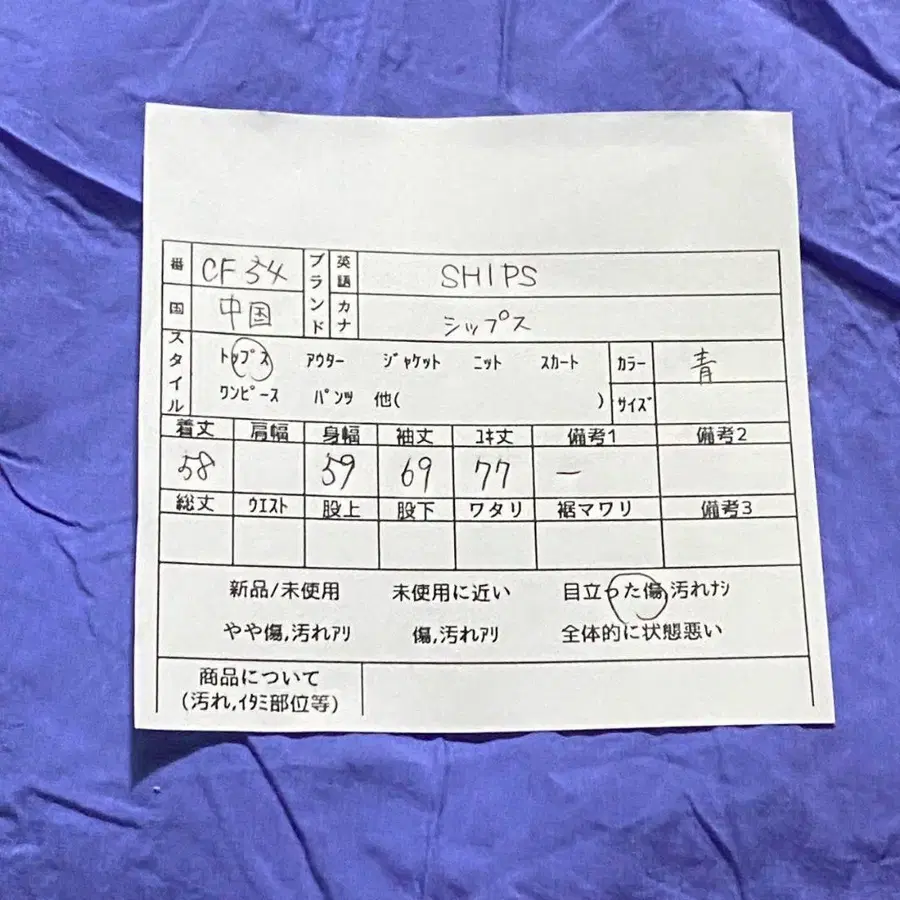 番 CF34 ブランド 英語 SHIPS
国 中国 カナ シップス
スタイル トップス アウター ジャケット ニット スカート カラー 青
ワンピース パンツ 他( ) サイズ
着丈 肩幅 身幅 袖丈 ユキ丈 備考1 備考2
58 59 69 77 ー
総丈 ウエスト 股上 股下 ワタリ 裾マワリ 備考3
新品/未使用 未使用に近い 目立った傷,汚れナシ
やや傷,汚れアリ 傷,汚れアリ 全体的に状態悪い
商品について
(汚れ,イタミ部位等)